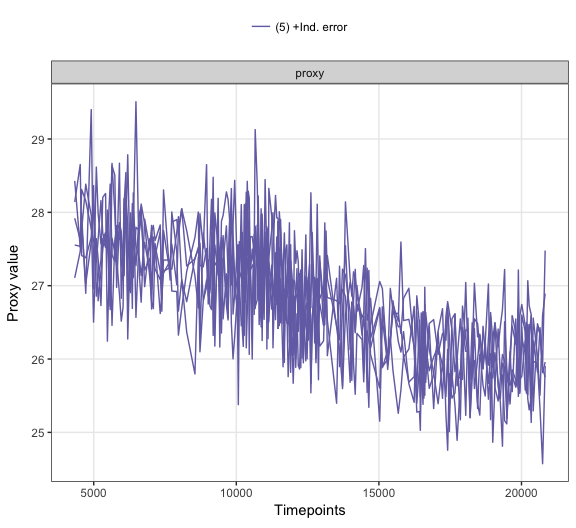 (5) +Ind. error
proxy
29
28
27
26
25
Proxy value
5000 10000 15000 20000
Timepoints